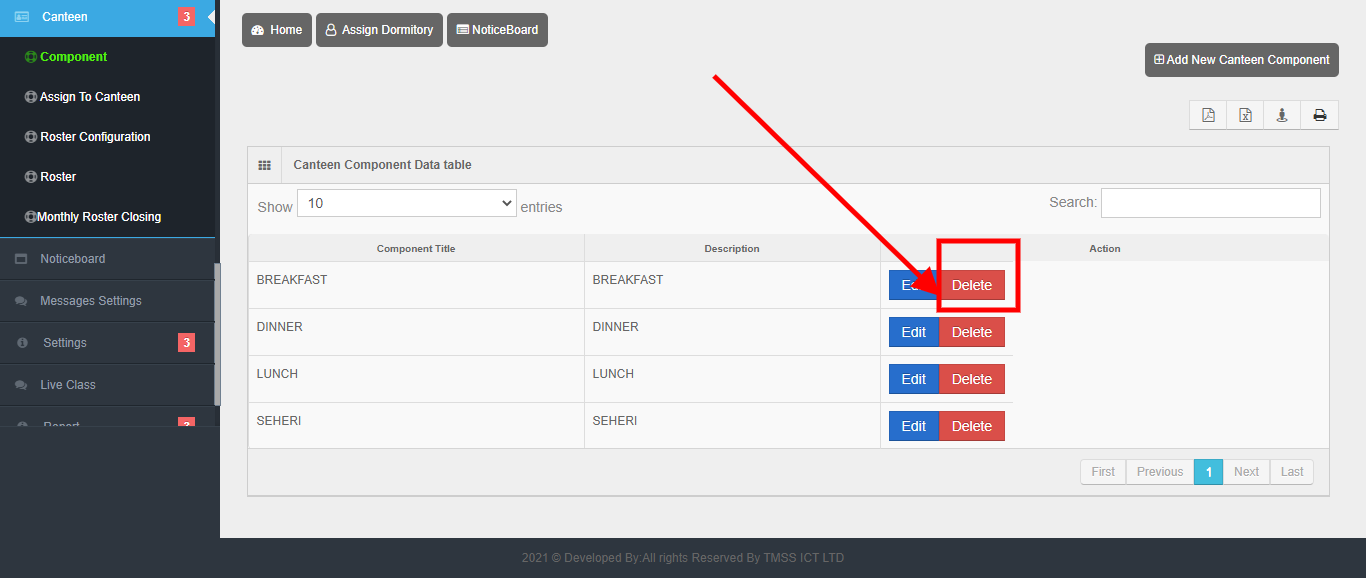 Canteen 3
Component
Assign To Canteen
Roster Configuration
Roster
Monthly Roster Closing
Noticeboard
Messages Settings
Settings 3
Live Class
Report 3
Home Assign Dormitory NoticeBoard
Add New Canteen Component
Canteen Component Data table
Show 10 entries Search:
Component Title Description Action
BREAKFAST BREAKFAST Edit Delete
DINNER DINNER Edit Delete
LUNCH LUNCH Edit Delete
SEHERI SEHERI Edit Delete
First Previous 1 Next Last
2021 © Developed By:All rights Reserved By TMSS ICT LTD